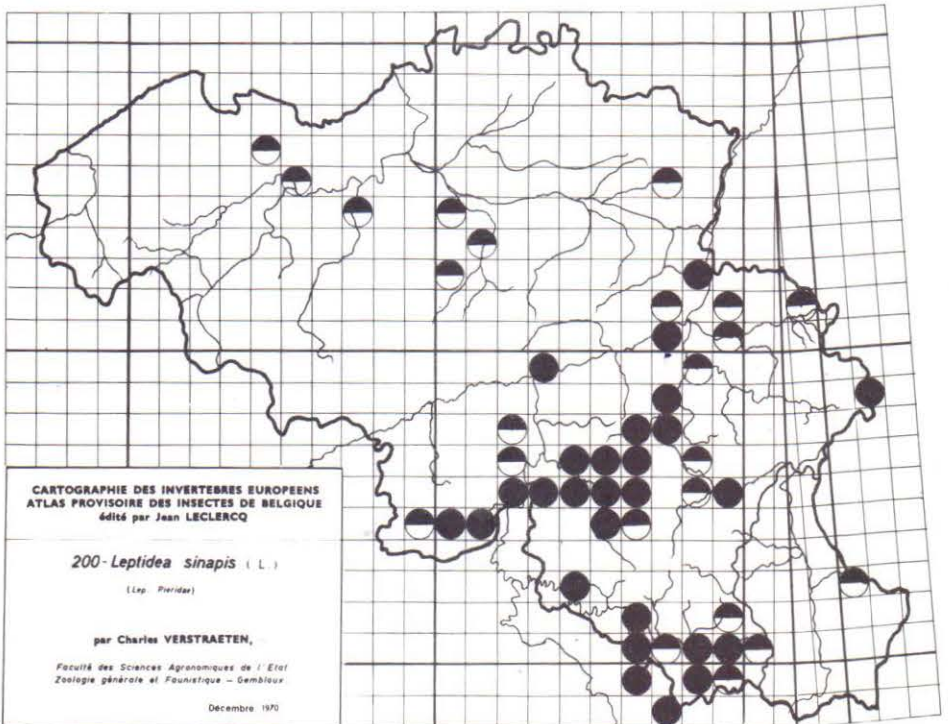 CARTOGRAPHIE DES INVERTEBRES EUROPEENS
ATLAS PROVISOIRE DES INSECTES DE BELGIQUE
édité par Jean LECLERCQ
200-Leptidea sinapis (L.)
(Lep. Pieridae)
par Charles VERSTRAETEN,
Faculté des Sciences Agronomiques de l'Etat
Zoologie générale et Faunistique – Gembloux
Décembre 1970